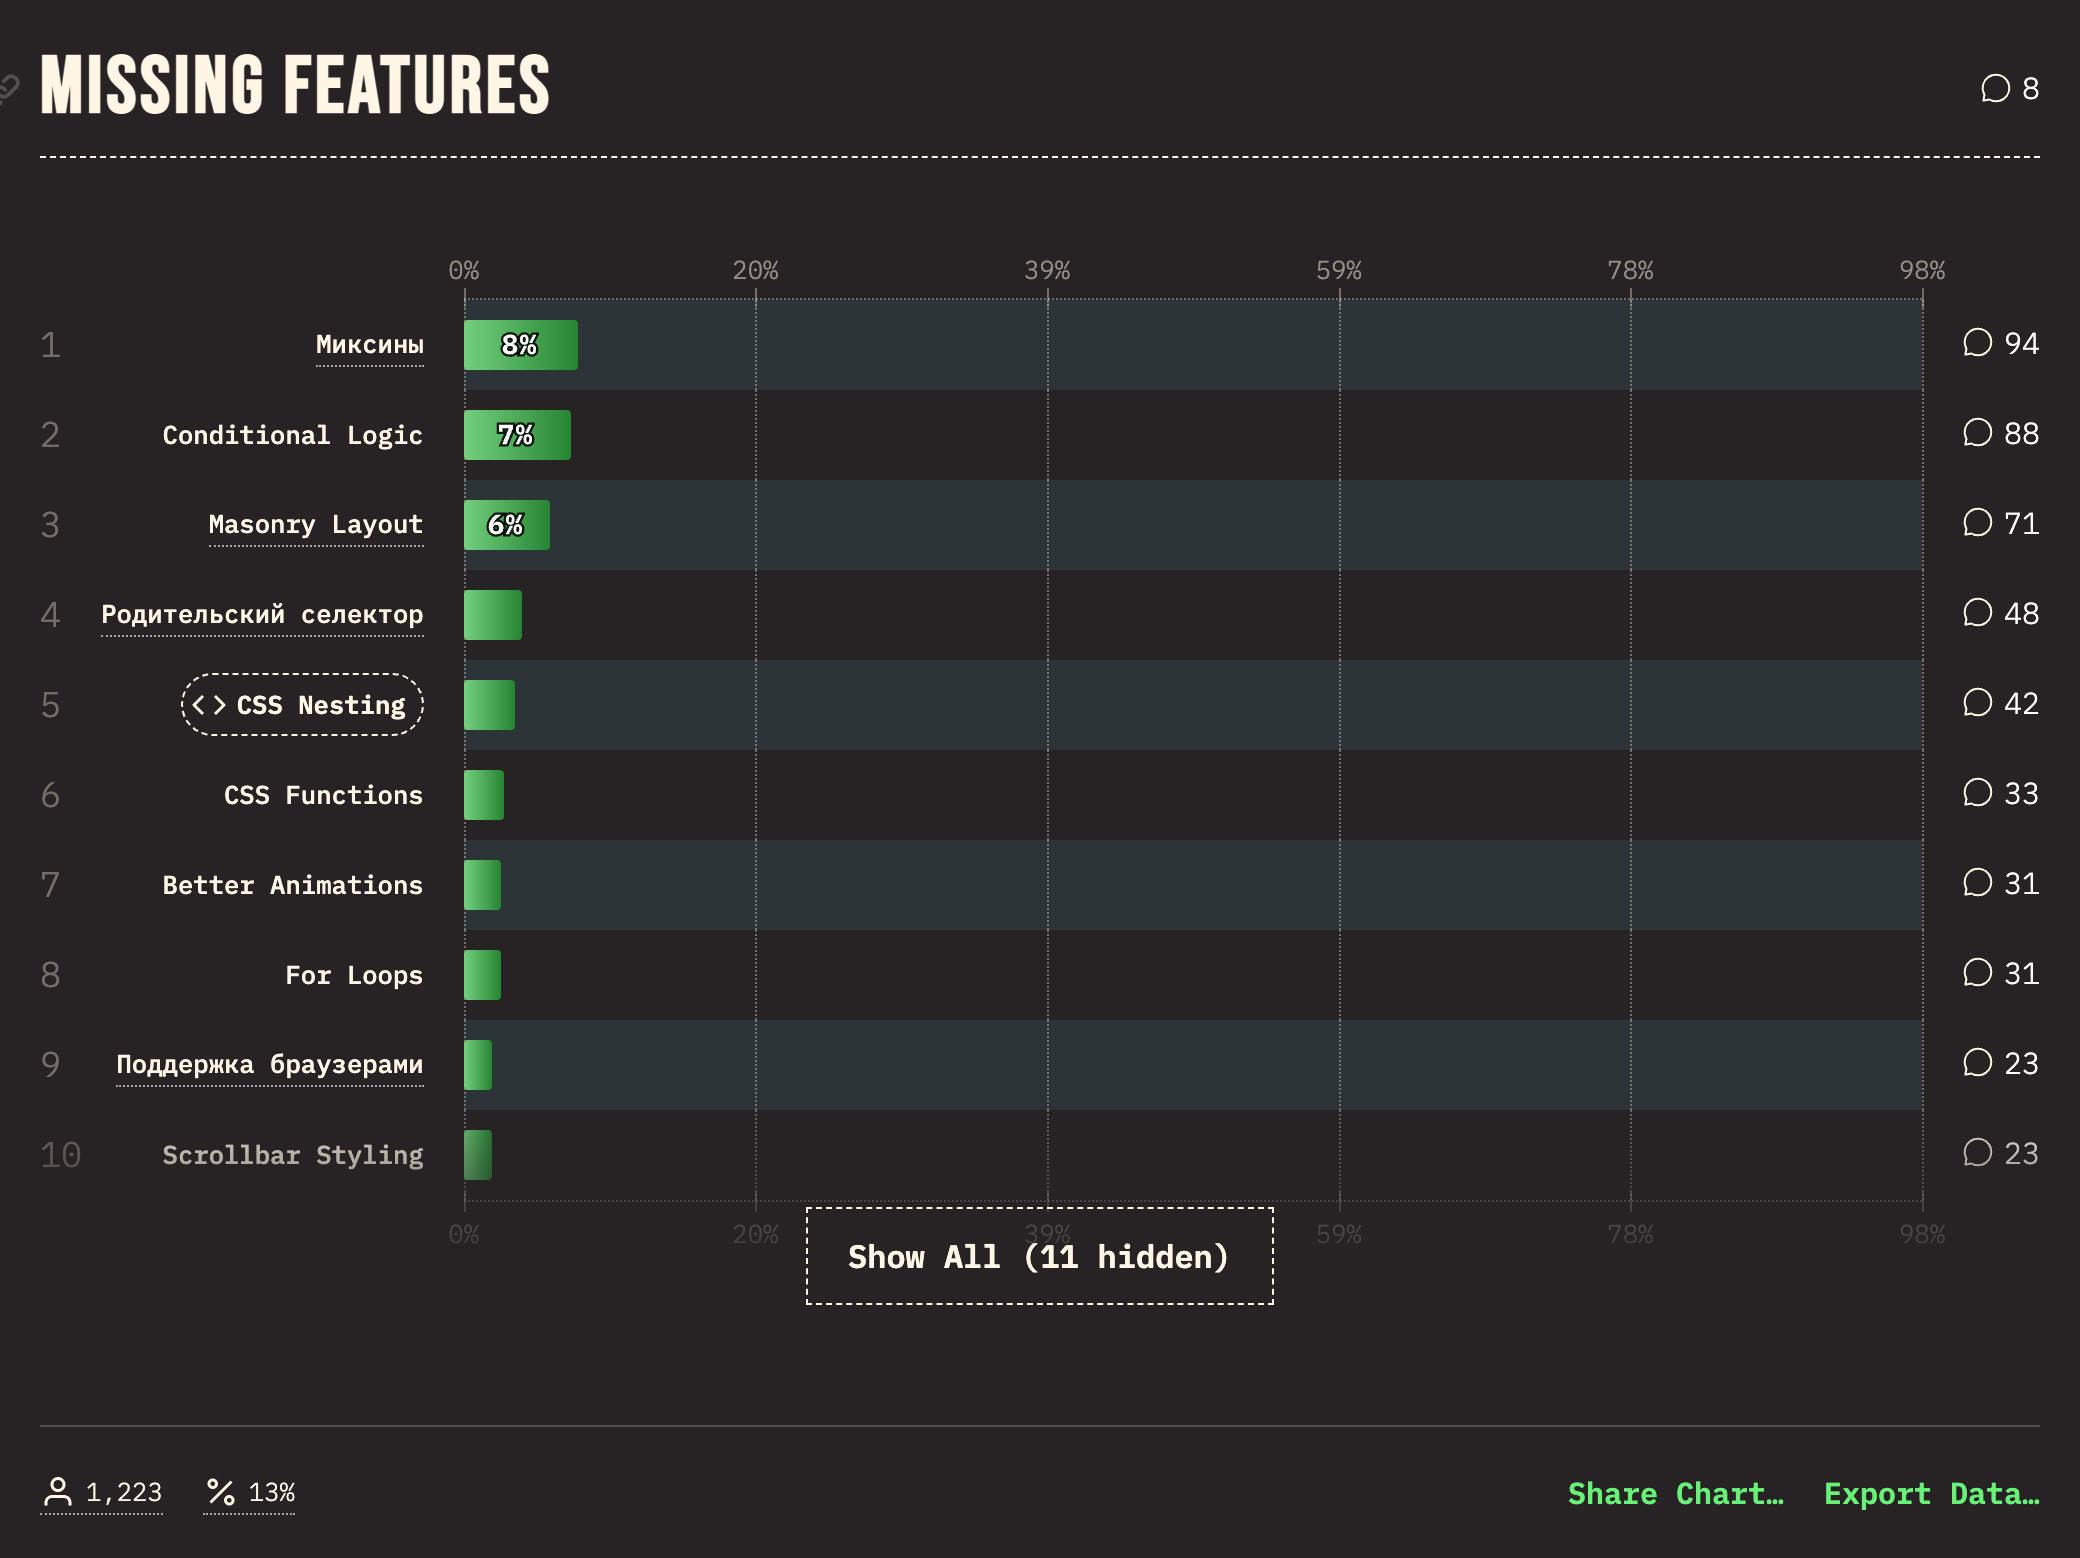 MISSING FEATURES
8
0% 20% 39% 59% 78% 98%
1 Миксины 8% 94
2 Conditional Logic 7% 88
3 Masonry Layout 6% 71
4 Родительский селектор 48
5 <> CSS Nesting 42
6 CSS Functions 33
7 Better Animations 31
8 For Loops 31
9 Поддержка браузерами 23
10 Scrollbar Styling 23
0% 20% 39% 59% 78% 98%
Show All (11 hidden)
1,223 % 13% Share Chart… Export Data…